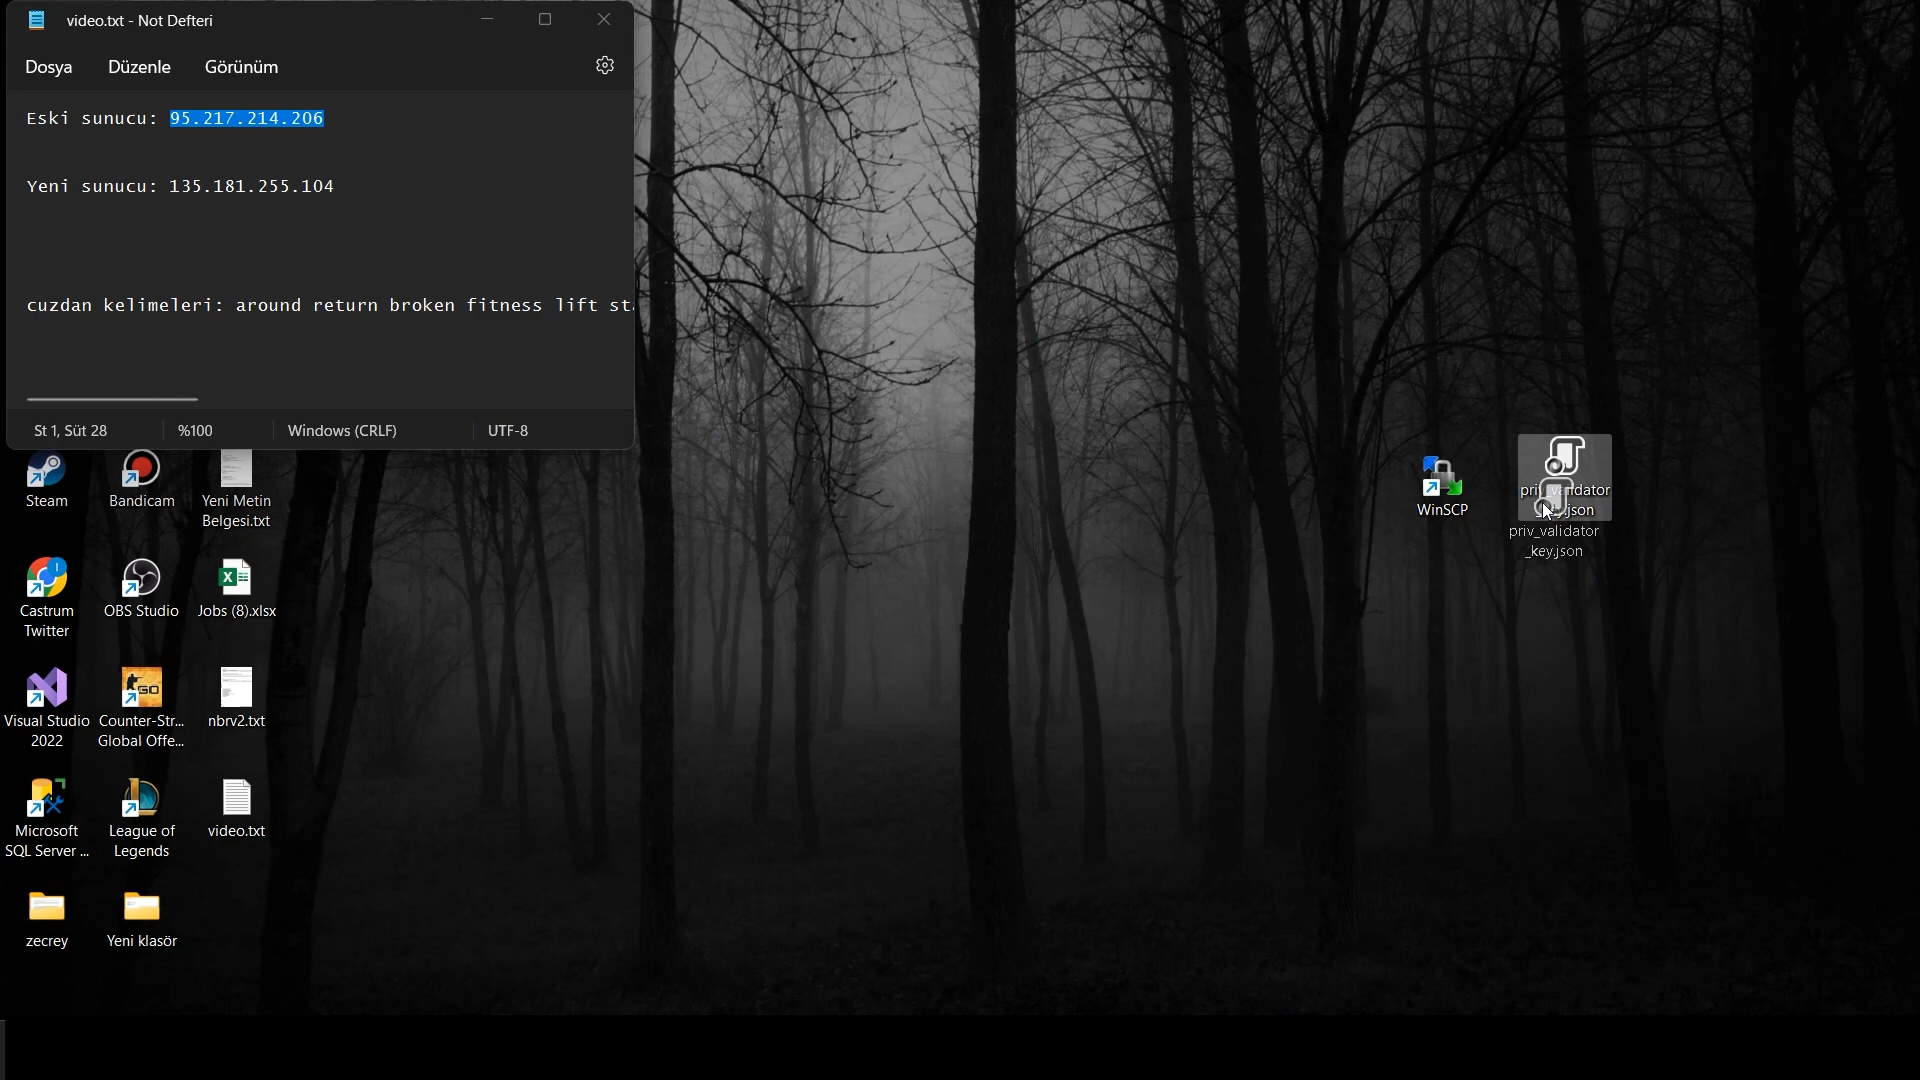 video.txt - Not Defteri
Dosya Düzenle Görünüm
Eski sunucu: 95.217.214.206
Yeni sunucu: 135.181.255.104
cuzdan kelimeleri: around return broken fitness lift
St 1, Süt 28 %100 Windows (CRLF) UTF-8
Steam
Bandicam
Yeni Metin
Belgesi.txt
Castrum
Twitter
OBS Studio
Jobs (8).xlsx
Visual Studio
2022
Counter-Str...
Global Offe...
nbrv2.txt
Microsoft
SQL Server ...
League of
Legends
video.txt
zecrey
Yeni klasör
WinSCP
priv_validator
_key.json